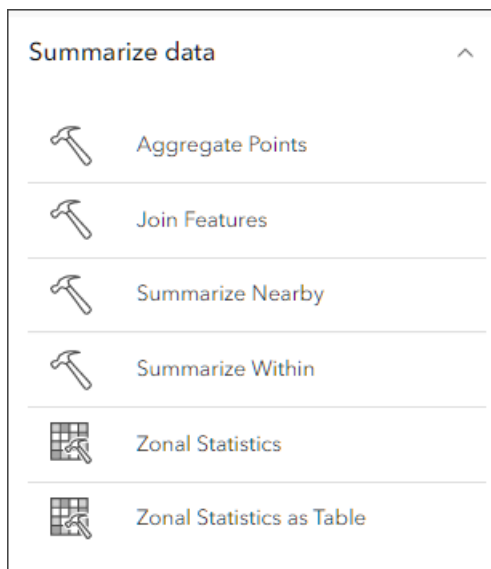 Summarize data
Aggregate Points
Join Features
Summarize Nearby
Summarize Within
Zonal Statistics
Zonal Statistics as Table